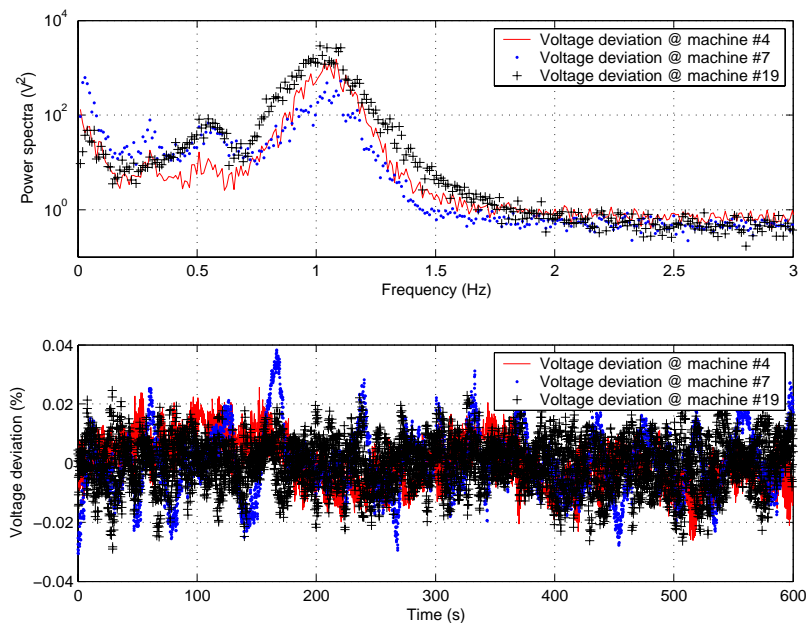 10^4
10^2
10^0
Power spectra (V^2)
Voltage deviation @ machine #4
Voltage deviation @ machine #7
Voltage deviation @ machine #19
0 0.5 1 1.5 2 2.5 3
Frequency (Hz)
0.04
0.02
0
−0.02
−0.04
Voltage deviation (%)
Voltage deviation @ machine #4
Voltage deviation @ machine #7
Voltage deviation @ machine #19
0 100 200 300 400 500 600
Time (s)